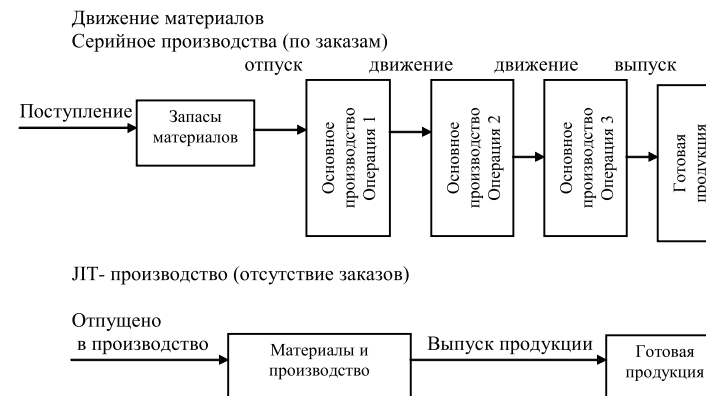 Движение материалов
Серийное производства (по заказам)
отпуск движение движение выпуск
Поступление
Запасы
материалов
Основное
производство
Операция 1
Основное
производство
Операция 2
Основное
производство
Операция 3
Готовая
продукция
JIT- производство (отсутствие заказов)
Отпущено
в производство
Материалы и
производство
Выпуск продукции
Готовая
продукция